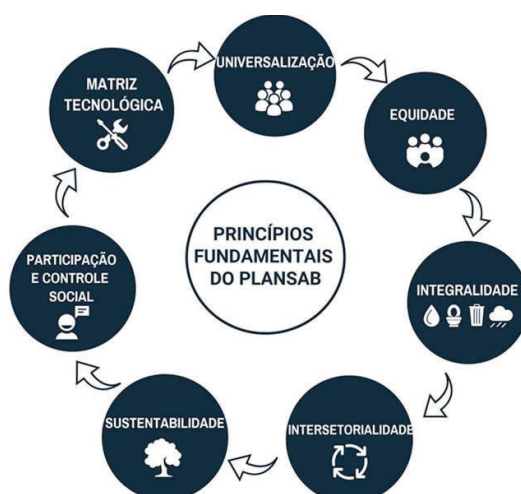 PRINCÍPIOS
FUNDAMENTAIS
DO PLANSAB
UNIVERSALIZAÇÃO
EQUIDADE
INTEGRALIDADE
INTERSETORIALIDADE
SUSTENTABILIDADE
PARTICIPAÇÃO
E CONTROLE
SOCIAL
MATRIZ
TECNOLÓGICA